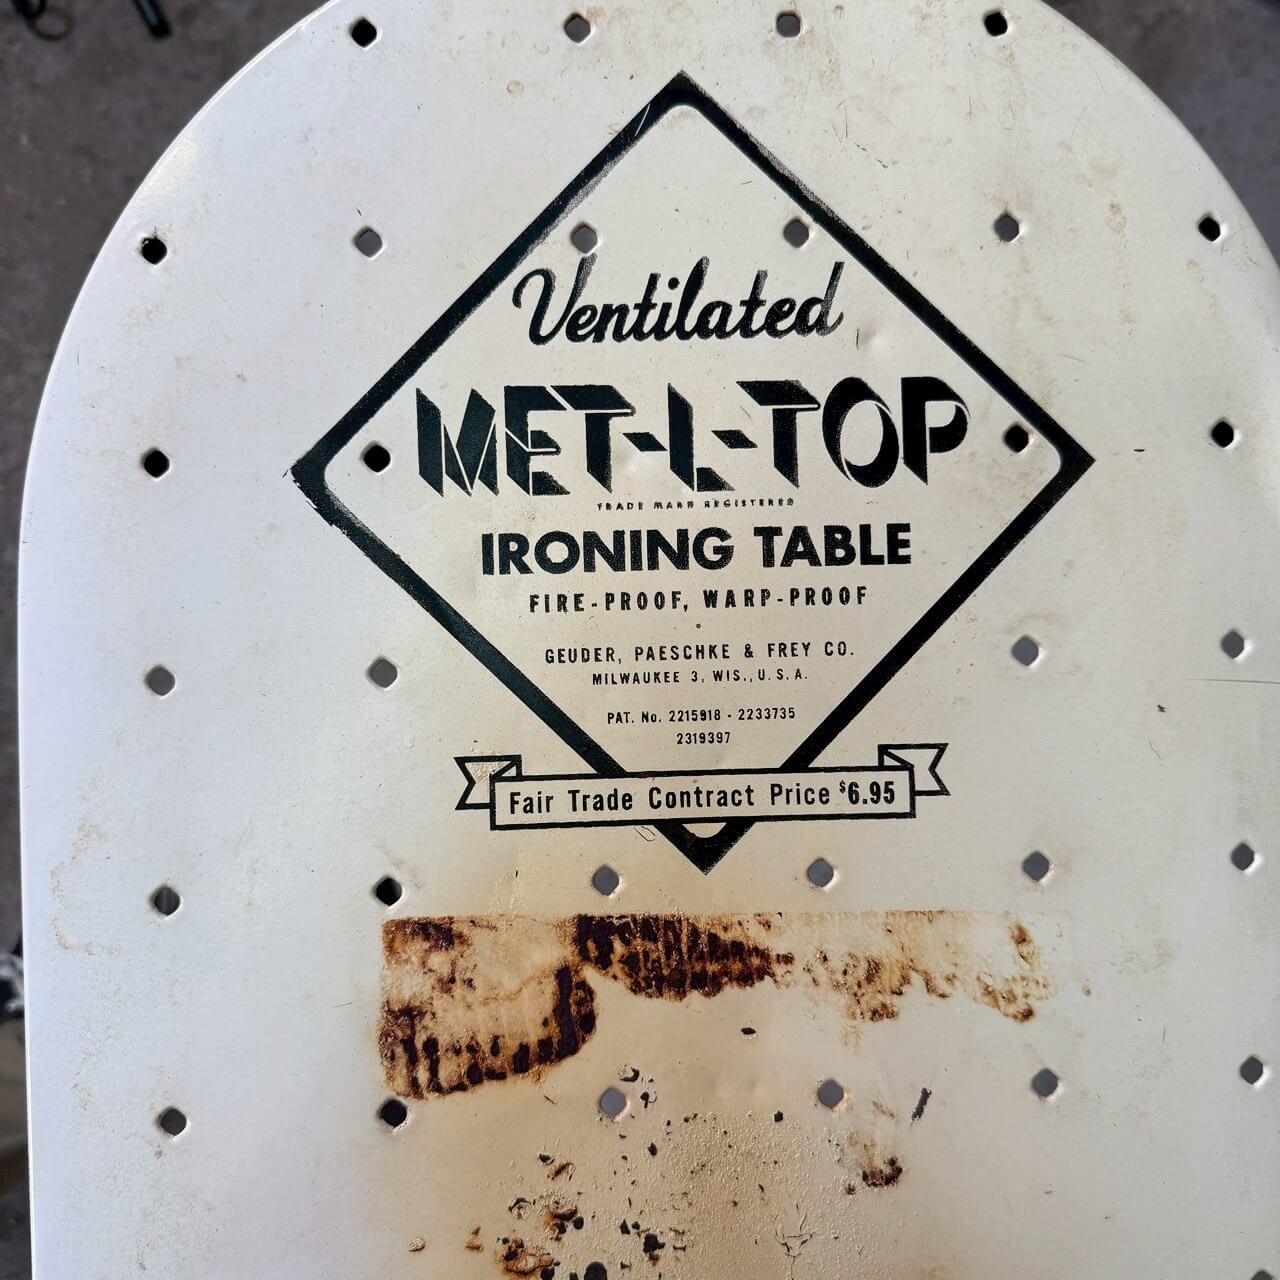 Ventilated
MET-L-TOP
TRADE MARK REGISTERED
IRONING TABLE
FIRE-PROOF, WARP-PROOF
GEUDER, PAESCHKE & FREY CO.
MILWAUKEE 3, WIS., U.S.A.
PAT. No. 2215918 - 2233735
2319397
Fair Trade Contract Price $6.95